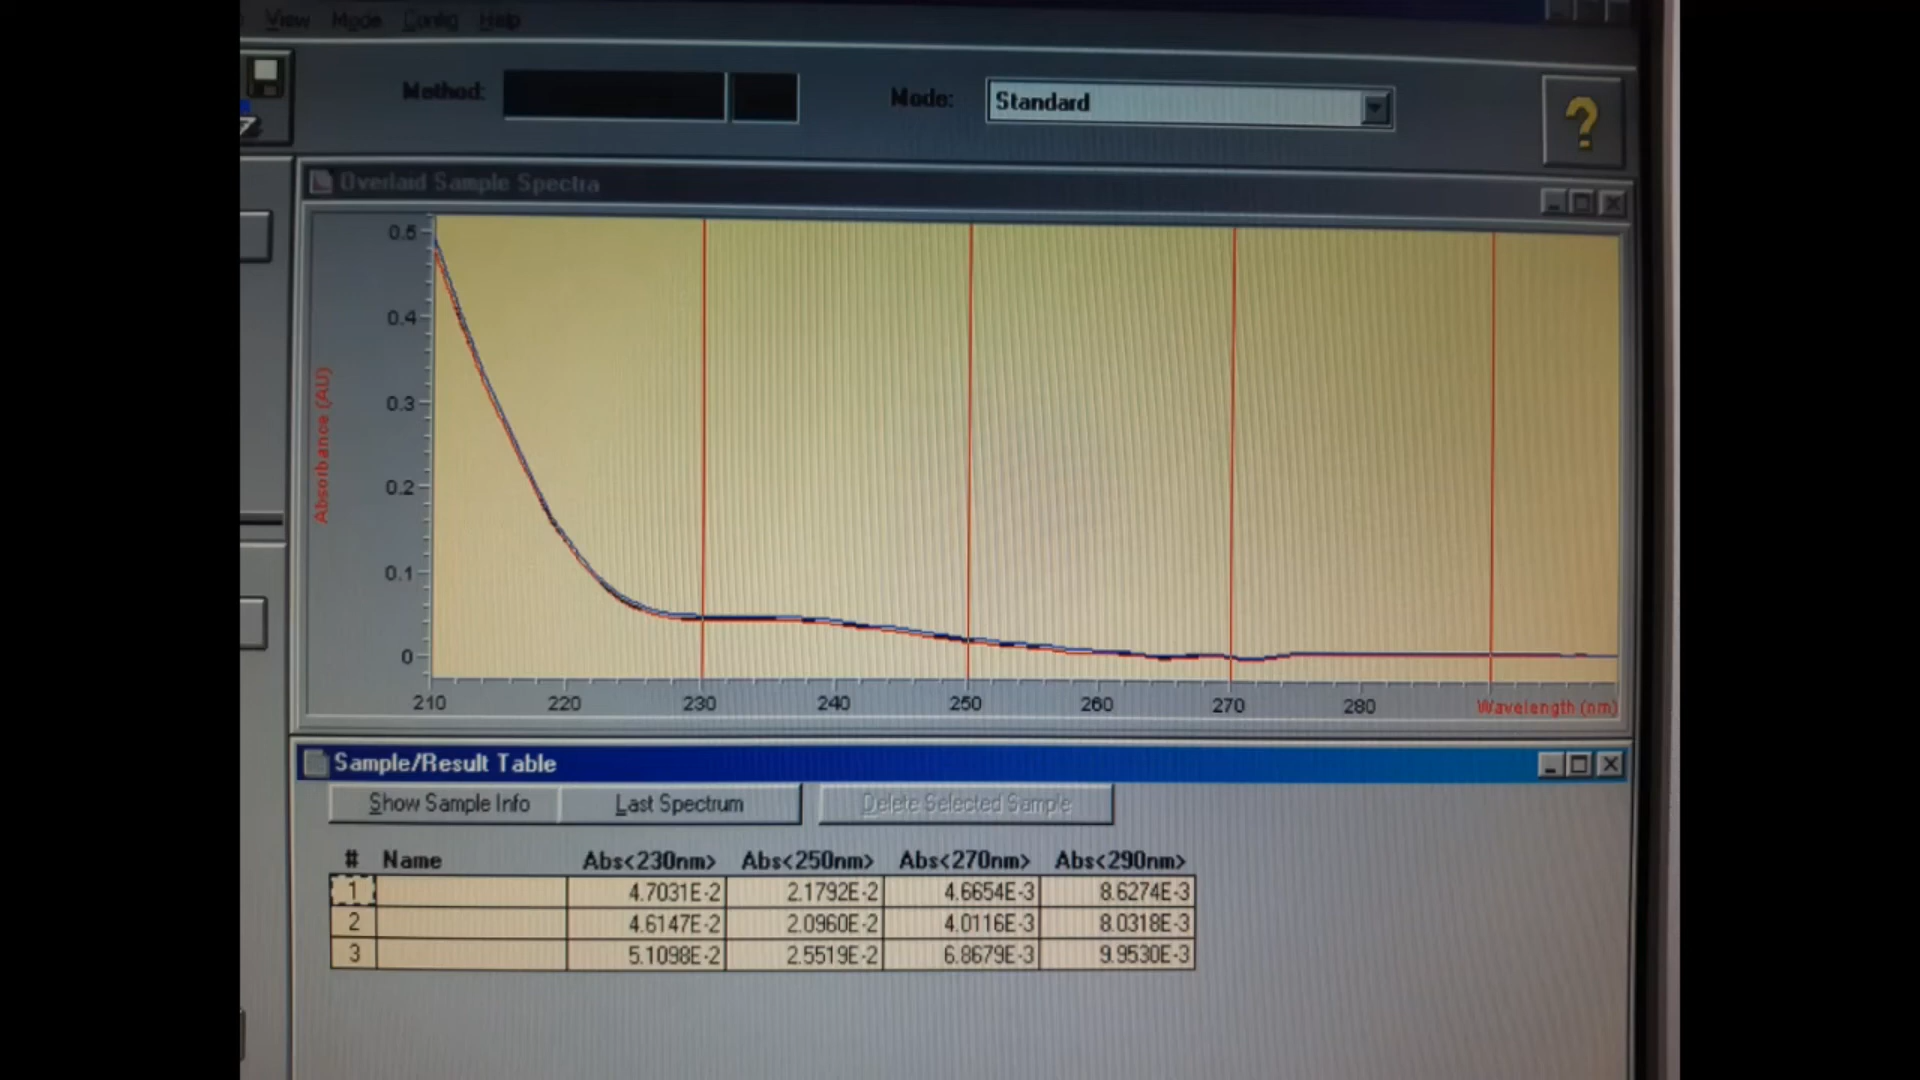 View Mode Config Help
Method: Mode: Standard ?
Overlaid Sample Spectra
0.5
0.4
0.3
0.2
0.1
0
Absorbance (AU)
210 220 230 240 250 260 270 280 Wavelength (nm)
Sample/Result Table
Show Sample Info Last Spectrum Delete Selected Sample
# Name Abs<230nm> Abs<250nm> Abs<270nm> Abs<290nm>
1 4.7031E-2 2.1792E-2 4.6654E-3 8.6274E-3
2 4.6147E-2 2.0960E-2 4.0116E-3 8.0318E-3
3 5.1098E-2 2.5519E-2 6.8679E-3 9.9530E-3